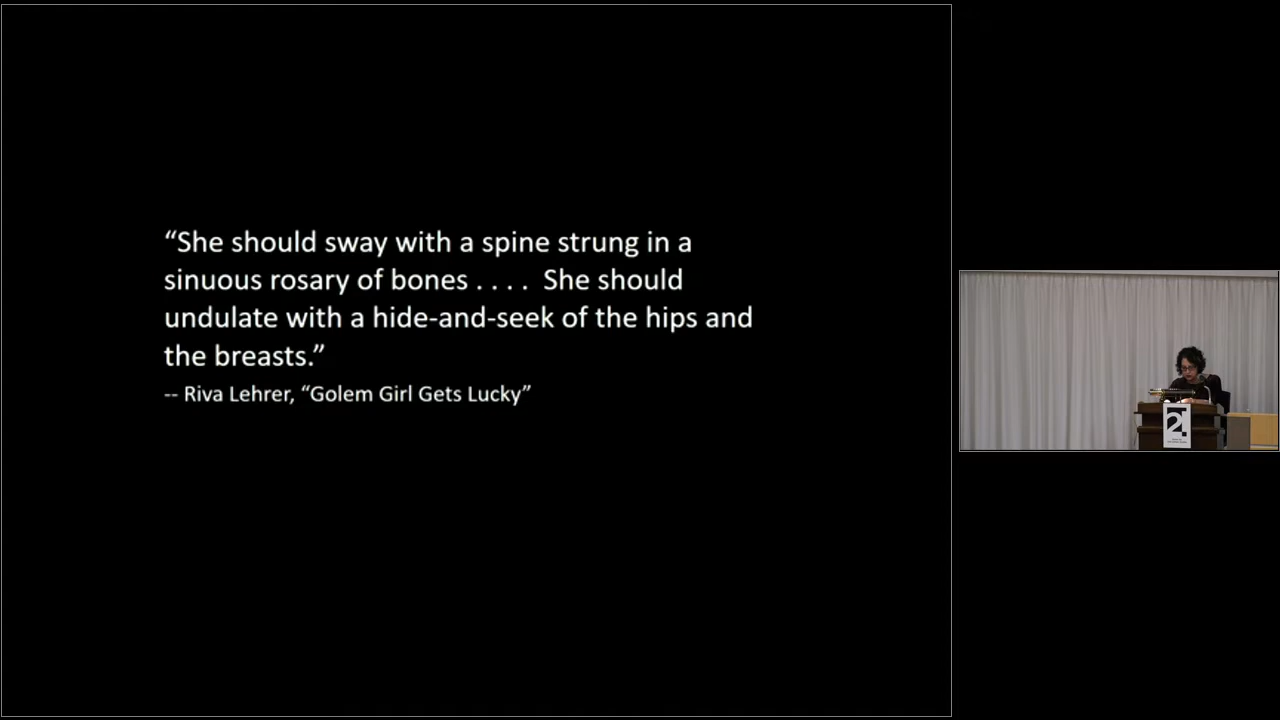 “She should sway with a spine strung in a
sinuous rosary of bones . . . .  She should
undulate with a hide-and-seek of the hips and
the breasts.”
-- Riva Lehrer, “Golem Girl Gets Lucky”
2